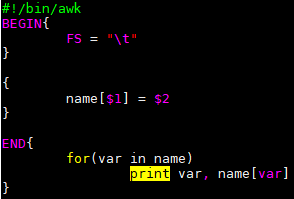 #!/bin/awk
BEGIN{
        FS = "\t"
}

{
        name[$1] = $2
}

END{
        for(var in name)
                print var, name[var]
}